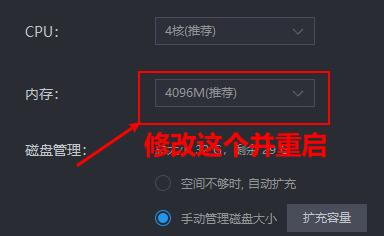 CPU:
4核(推荐)
内存:
4096M(推荐)
修改这个并重启
磁盘管理:
空间不够时, 自动扩充
手动管理磁盘大小
扩充容量